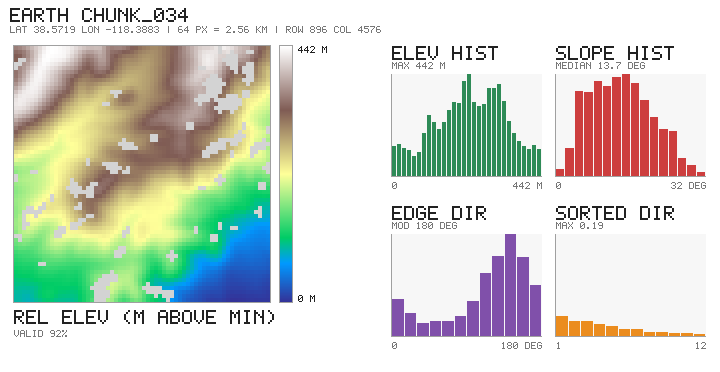 EARTH CHUNK_034
LAT 38.5719 LON -118.3883 | 64 PX = 2.56 KM | ROW 896 COL 4576
442 M
0 M
REL ELEV (M ABOVE MIN)
VALID 92%
ELEV HIST
MAX 442 M
0 442 M
SLOPE HIST
MEDIAN 13.7 DEG
0 32 DEG
EDGE DIR
MOD 180 DEG
0 180 DEG
SORTED DIR
MAX 0.19
1 12